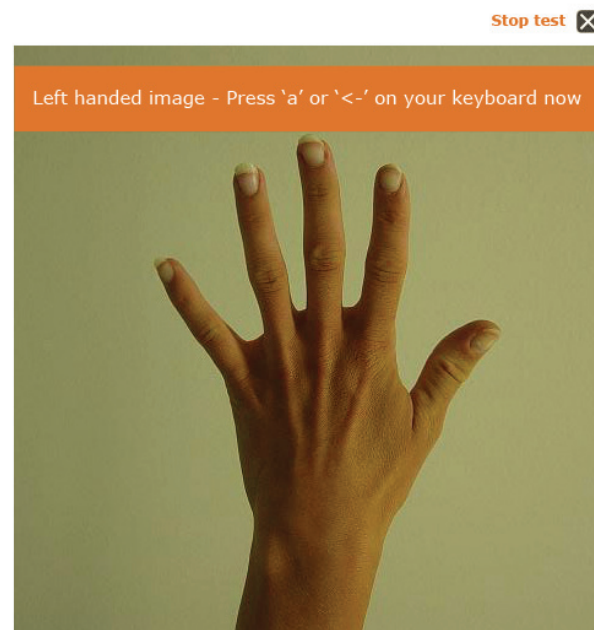 Stop test
Left handed image - Press ‘a’ or ‘<-’ on your keyboard now